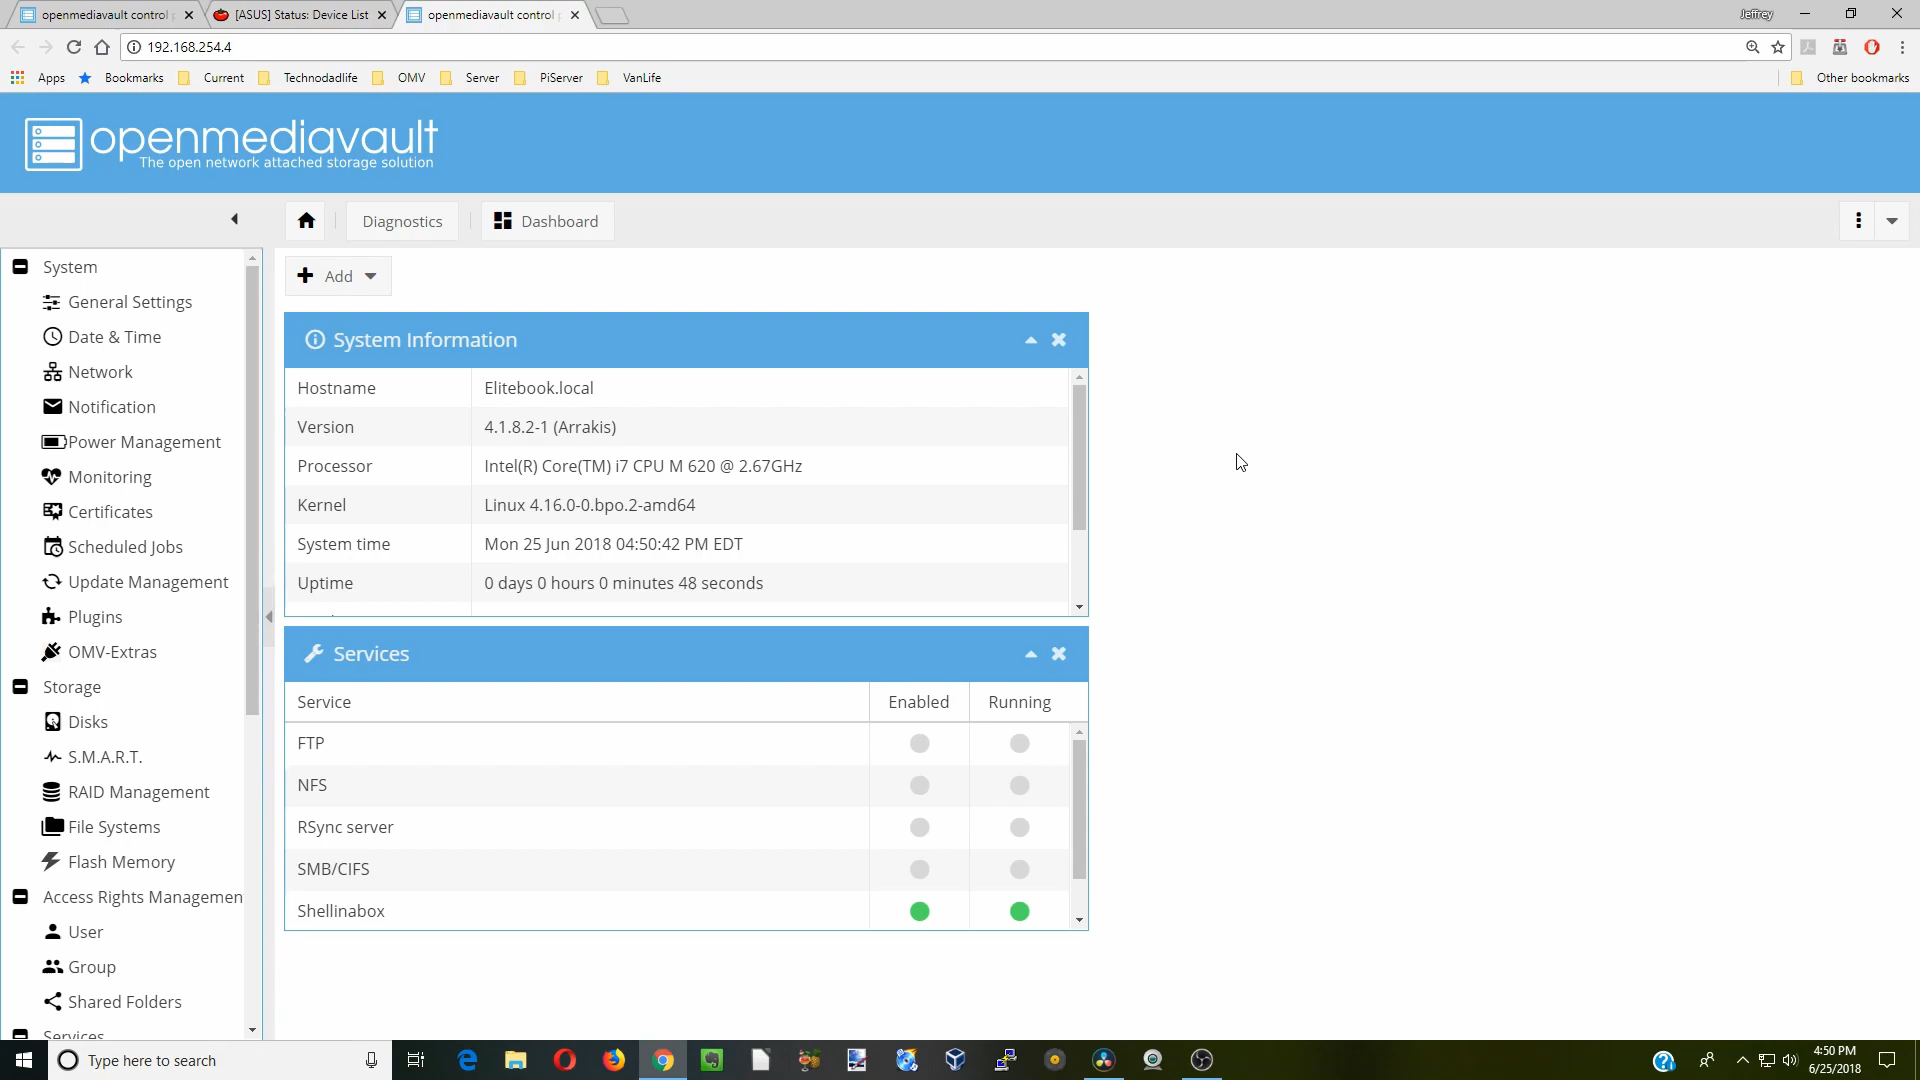 openmediavault control
[ASUS] Status: Device List
openmediavault control p
Jeffrey
192.168.254.4
Apps
Bookmarks
Current
Technodadlife
OMV
Server
PiServer
VanLife
Other bookmarks
openmediavault
The open network attached storage solution
Diagnostics
Dashboard
System
General Settings
Date & Time
Network
Notification
Power Management
Monitoring
Certificates
Scheduled Jobs
Update Management
Plugins
OMV-Extras
Storage
Disks
S.M.A.R.T.
RAID Management
File Systems
Flash Memory
Access Rights Managemen
User
Group
Shared Folders
Services
Add
System Information
Hostname Elitebook.local
Version 4.1.8.2-1 (Arrakis)
Processor Intel(R) Core(TM) i7 CPU M 620 @ 2.67GHz
Kernel Linux 4.16.0-0.bpo.2-amd64
System time Mon 25 Jun 2018 04:50:42 PM EDT
Uptime 0 days 0 hours 0 minutes 48 seconds
Services
Service Enabled Running
FTP
NFS
RSync server
SMB/CIFS
Shellinabox
Type here to search
4:50 PM
6/25/2018